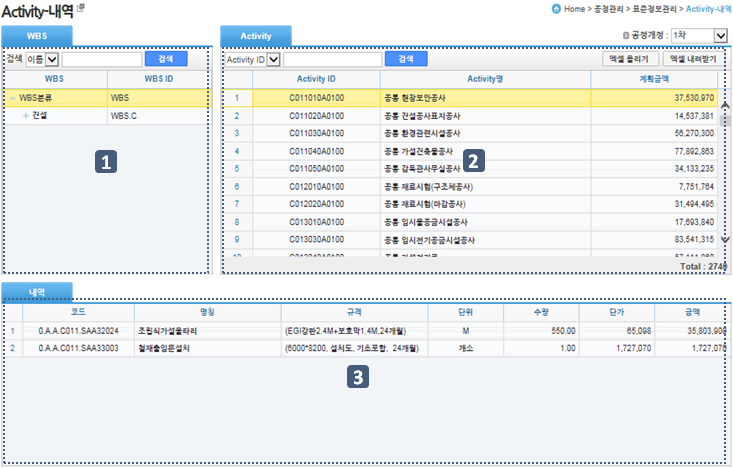 Activity-내역
Home > 공정관리 > 표준정보관리 > Activity-내역
WBS
검색 이름 검색
WBS WBS ID
WBS분류 WBS
건설 WBS.C
1
Activity
공정개정 : 1차
Activity ID 검색 엑셀 올리기 엑셀 내려받기
Activity ID Activity명 계획금액
1 C011010A0100 공통 현장보안공사 37,530,970
2 C011020A0100 공통 건설공사표지공사 14,537,381
3 C011030A0100 공통 환경관련시설공사 56,270,300
4 C011040A0100 공통 가설건축물공사 77,892,863
5 C011050A0100 공통 감독관사무실공사 34,133,235
6 C012010A0100 공통 재료시험(구조체공사) 7,751,764
7 C012020A0100 공통 재료시험(마감공사) 31,494,495
8 C013010A0100 공통 임시물공급시설공사 17,693,840
9 C013030A0100 공통 임시전기공급시설공사 83,541,315
2
Total : 2740
내역
코드 명칭 규격 단위 수량 단가 금액
1 0.A.A.C011.SAA32024 조립식가설울타리 (EGI강판2.4M+보호막1.4M,24개월) M 550.00 65,098 35,803,900
2 0.A.A.C011.SAA33003 철재출입문설치 (6000*8200, 설치도, 기초포함, 24개월) 개소 1.00 1,727,070 1,727,070
3